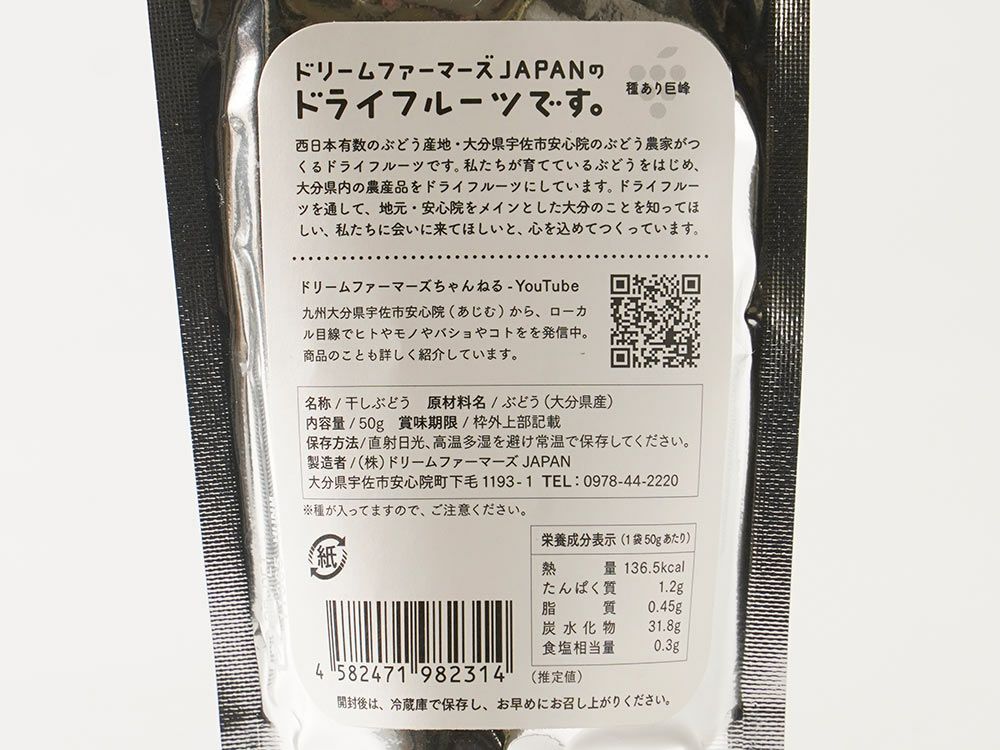 ドリームファーマーズJAPANの
ドライフルーツです。
種あり巨峰
西日本有数のぶどう産地・大分県宇佐市安心院のぶどう農家がつ
くるドライフルーツです。私たちが育てているぶどうをはじめ、
大分県内の農産品をドライフルーツにしています。ドライフルー
ツを通して、地元・安心院をメインとした大分のことを知ってほ
しい、私たちに会いに来てほしいと、心を込めてつくっています。
ドリームファーマーズちゃんねる - YouTube
九州大分県宇佐市安心院（あじむ）から、ローカ
ル目線でヒトやモノやバショやコトをを発信中。
商品のことも詳しく紹介しています。
名称 / 干しぶどう 原材料名 / ぶどう（大分県産）
内容量 / 50g 賞味期限 / 枠外上部記載
保存方法/直射日光、高温多湿を避け常温で保存してください。
製造者 /（株）ドリームファーマーズ JAPAN
大分県宇佐市安心院町下毛 1193-1 TEL：0978-44-2220
※種が入ってますので、ご注意ください。
紙
栄養成分表示（1袋50gあたり）
熱量 136.5kcal
たんぱく質 1.2g
脂質 0.45g
炭水化物 31.8g
食塩相当量 0.3g
（推定値）
4 582471 982314
開封後は、冷蔵庫で保存し、お早めにお召し上がりください。